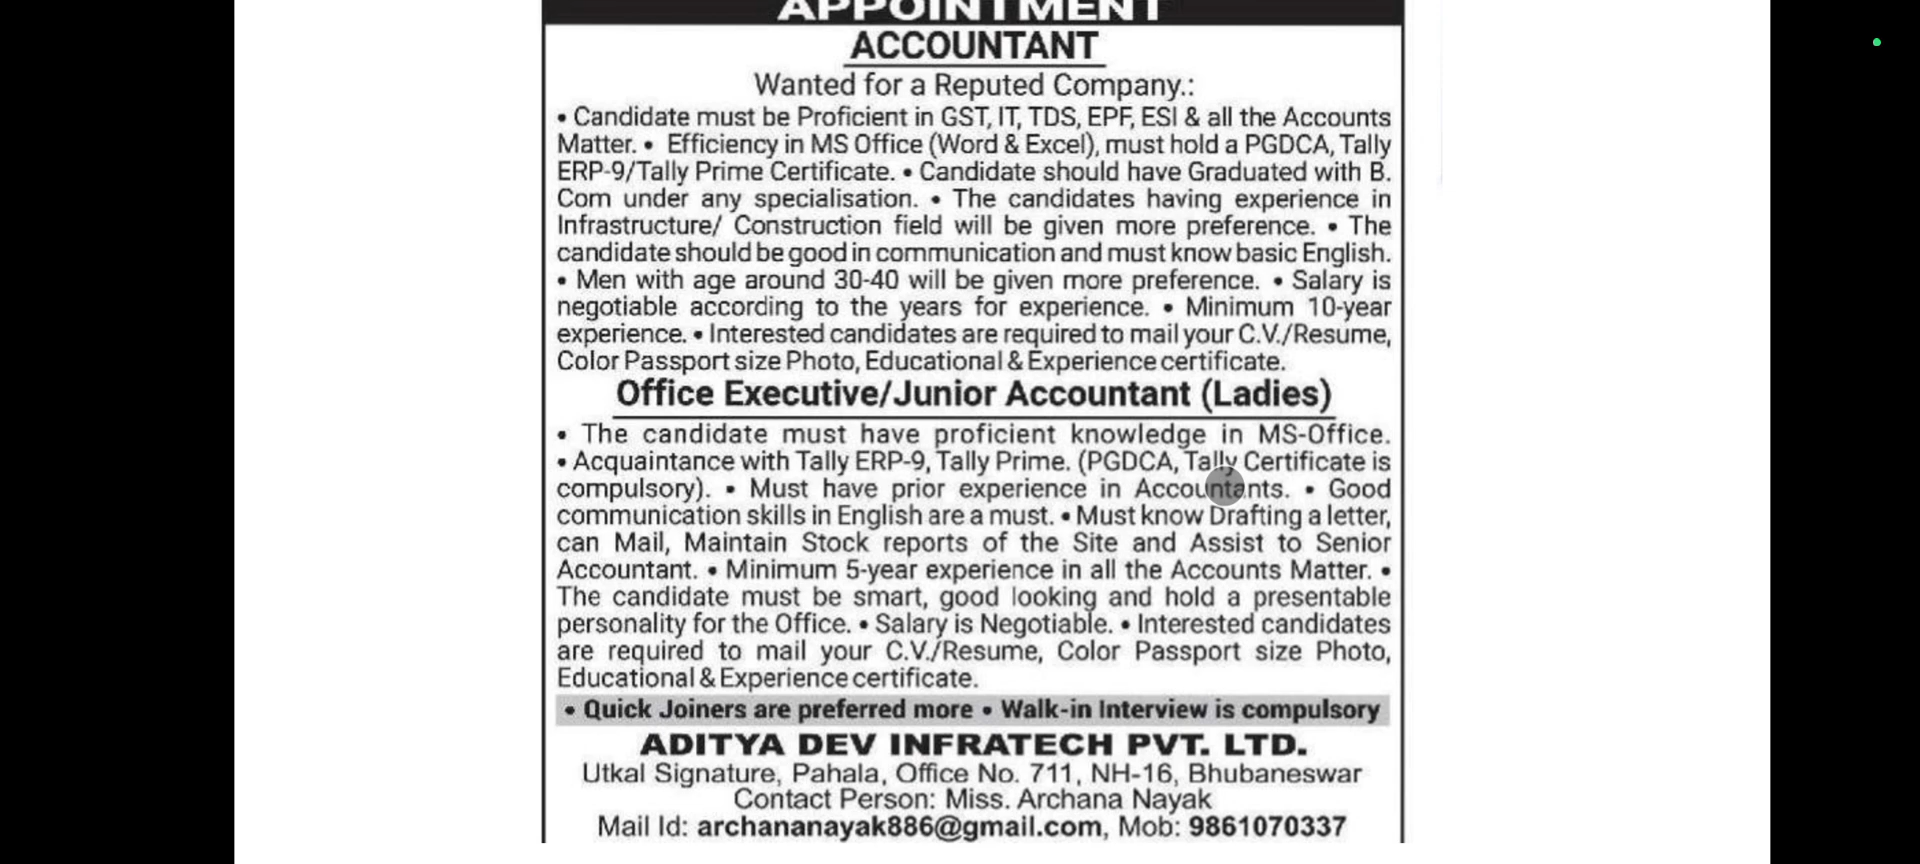 APPOINTMENT
ACCOUNTANT
Wanted for a Reputed Company.:
• Candidate must be Proficient in GST, IT, TDS, EPF, ESI & all the Accounts
Matter. • Efficiency in MS Office (Word & Excel), must hold a PGDCA, Tally
ERP-9/Tally Prime Certificate. • Candidate should have Graduated with B.
Com under any specialisation. • The candidates having experience in
Infrastructure/ Construction field will be given more preference. • The
candidate should be good in communication and must know basic English.
• Men with age around 30-40 will be given more preference. • Salary is
negotiable according to the years for experience. • Minimum 10-year
experience. • Interested candidates are required to mail your C.V./Resume,
Color Passport size Photo, Educational & Experience certificate.
Office Executive/Junior Accountant (Ladies)
• The candidate must have proficient knowledge in MS-Office.
• Acquaintance with Tally ERP-9, Tally Prime. (PGDCA, Tally Certificate is
compulsory). • Must have prior experience in Accountants. • Good
communication skills in English are a must. • Must know Drafting a letter,
can Mail, Maintain Stock reports of the Site and Assist to Senior
Accountant. • Minimum 5-year experience in all the Accounts Matter. •
The candidate must be smart, good looking and hold a presentable
personality for the Office. • Salary is Negotiable. • Interested candidates
are required to mail your C.V./Resume, Color Passport size Photo,
Educational & Experience certificate.
• Quick Joiners are preferred more • Walk-in Interview is compulsory
ADITYA DEV INFRATECH PVT. LTD.
Utkal Signature, Pahala, Office No. 711, NH-16, Bhubaneswar
Contact Person: Miss. Archana Nayak
Mail Id: archananayak886@gmail.com, Mob: 9861070337